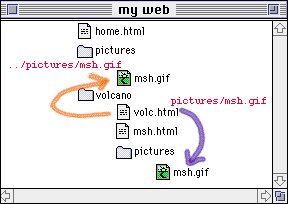 my web
home.html
pictures
../pictures/msh.gif
msh.gif
volcano
pictures/msh.gif
volc.html
msh.html
pictures
msh.gif